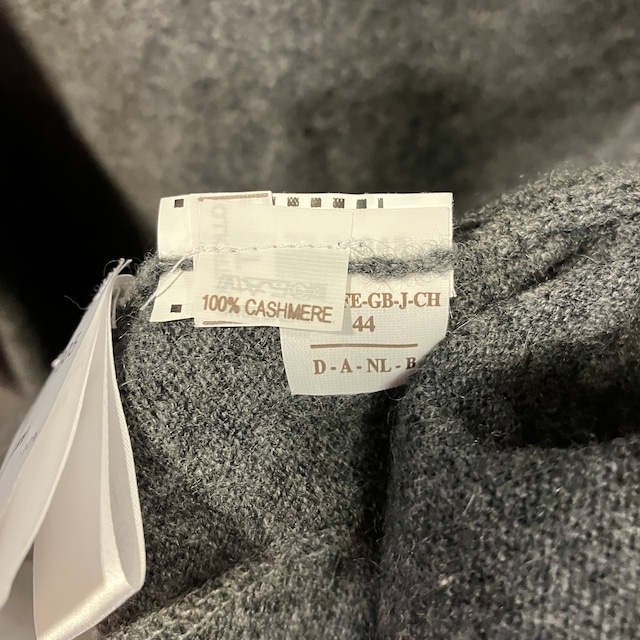 100% CASHMERE
FE-GB-J-CH
44
D - A - NL - B